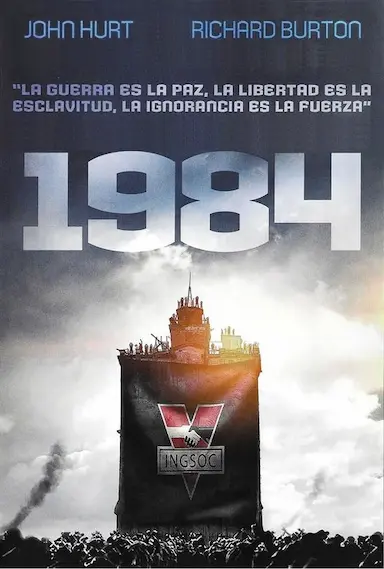 JOHN HURT RICHARD BURTON
"LA GUERRA ES LA PAZ, LA LIBERTAD ES LA
ESCLAVITUD, LA IGNORANCIA ES LA FUERZA"
1984
INGSOC